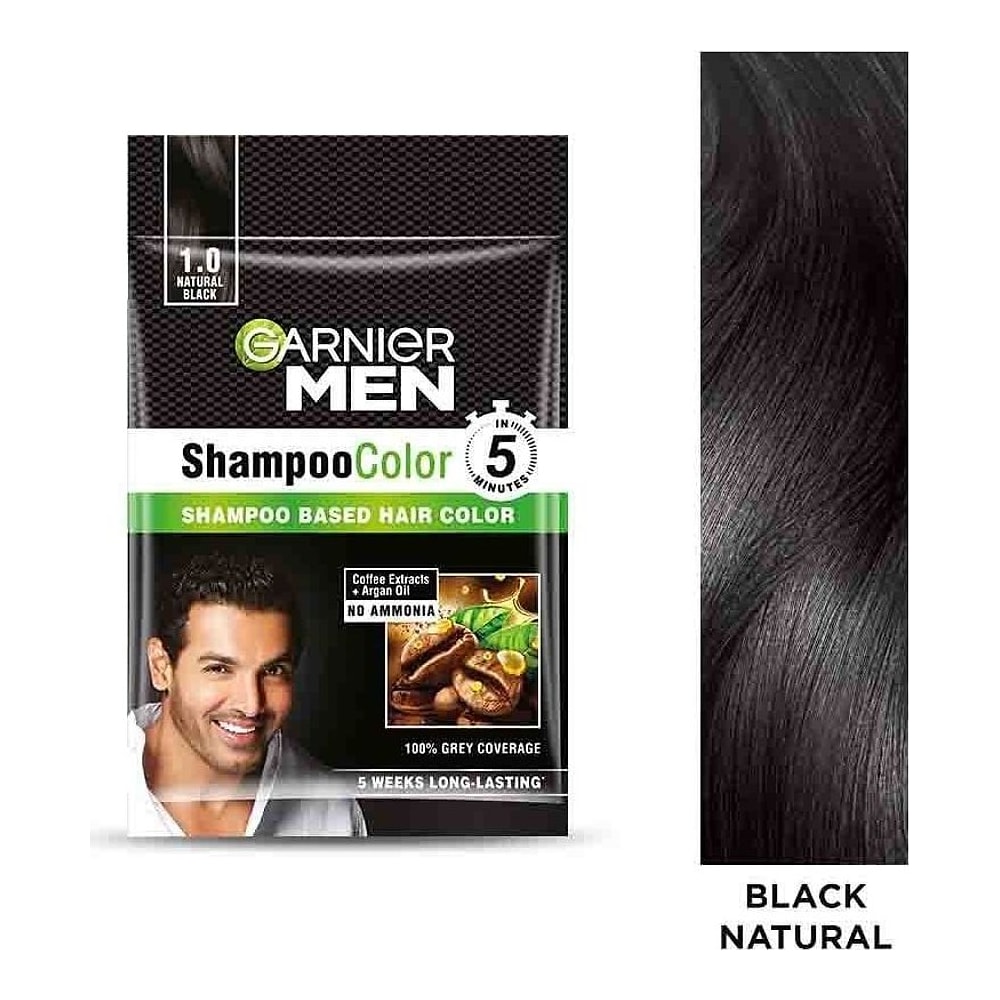 1.0
NATURAL
BLACK
GARNIER
MEN
ShampooColor
IN
5
MINUTES
SHAMPOO BASED HAIR COLOR
Coffee Extracts
+ Argan Oil
NO AMMONIA
100% GREY COVERAGE
5 WEEKS LONG-LASTING*
BLACK
NATURAL